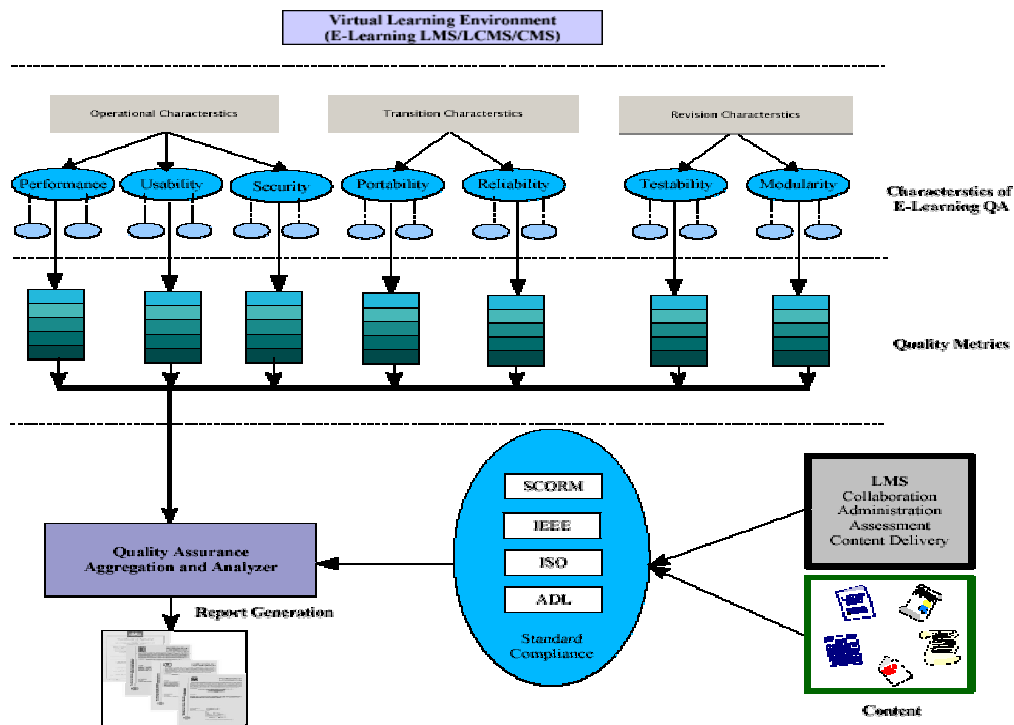 Virtual Learning Environment
(E-Learning LMS/LCMS/CMS)
Operational Characterstics
Transition Characterstics
Revision Characterstics
Performance
Usability
Security
Portability
Reliability
Testability
Modularity
Characterstics of
E-Learning QA
Quality Metrics
SCORM
IEEE
ISO
ADL
Standard
Compliance
LMS
Collaboration
Administration
Assessment
Content Delivery
Quality Assurance
Aggregation and Analyzer
Report Generation
Content